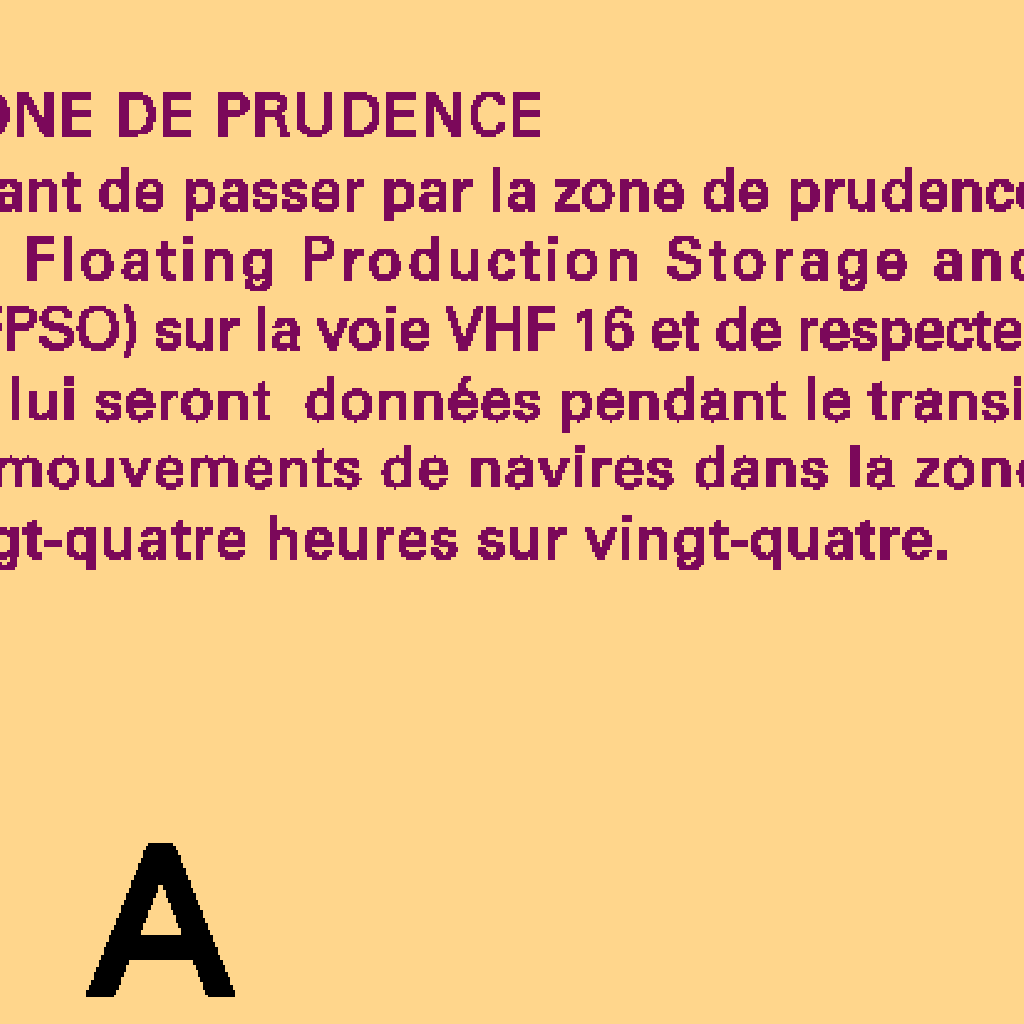 ONE DE PRUDENCE
ant de passer par la zone de prudence
Floating Production Storage and
FPSO) sur la voie VHF 16 et de respecte
lui seront données pendant le transi
mouvements de navires dans la zone
gt-quatre heures sur vingt-quatre.
A